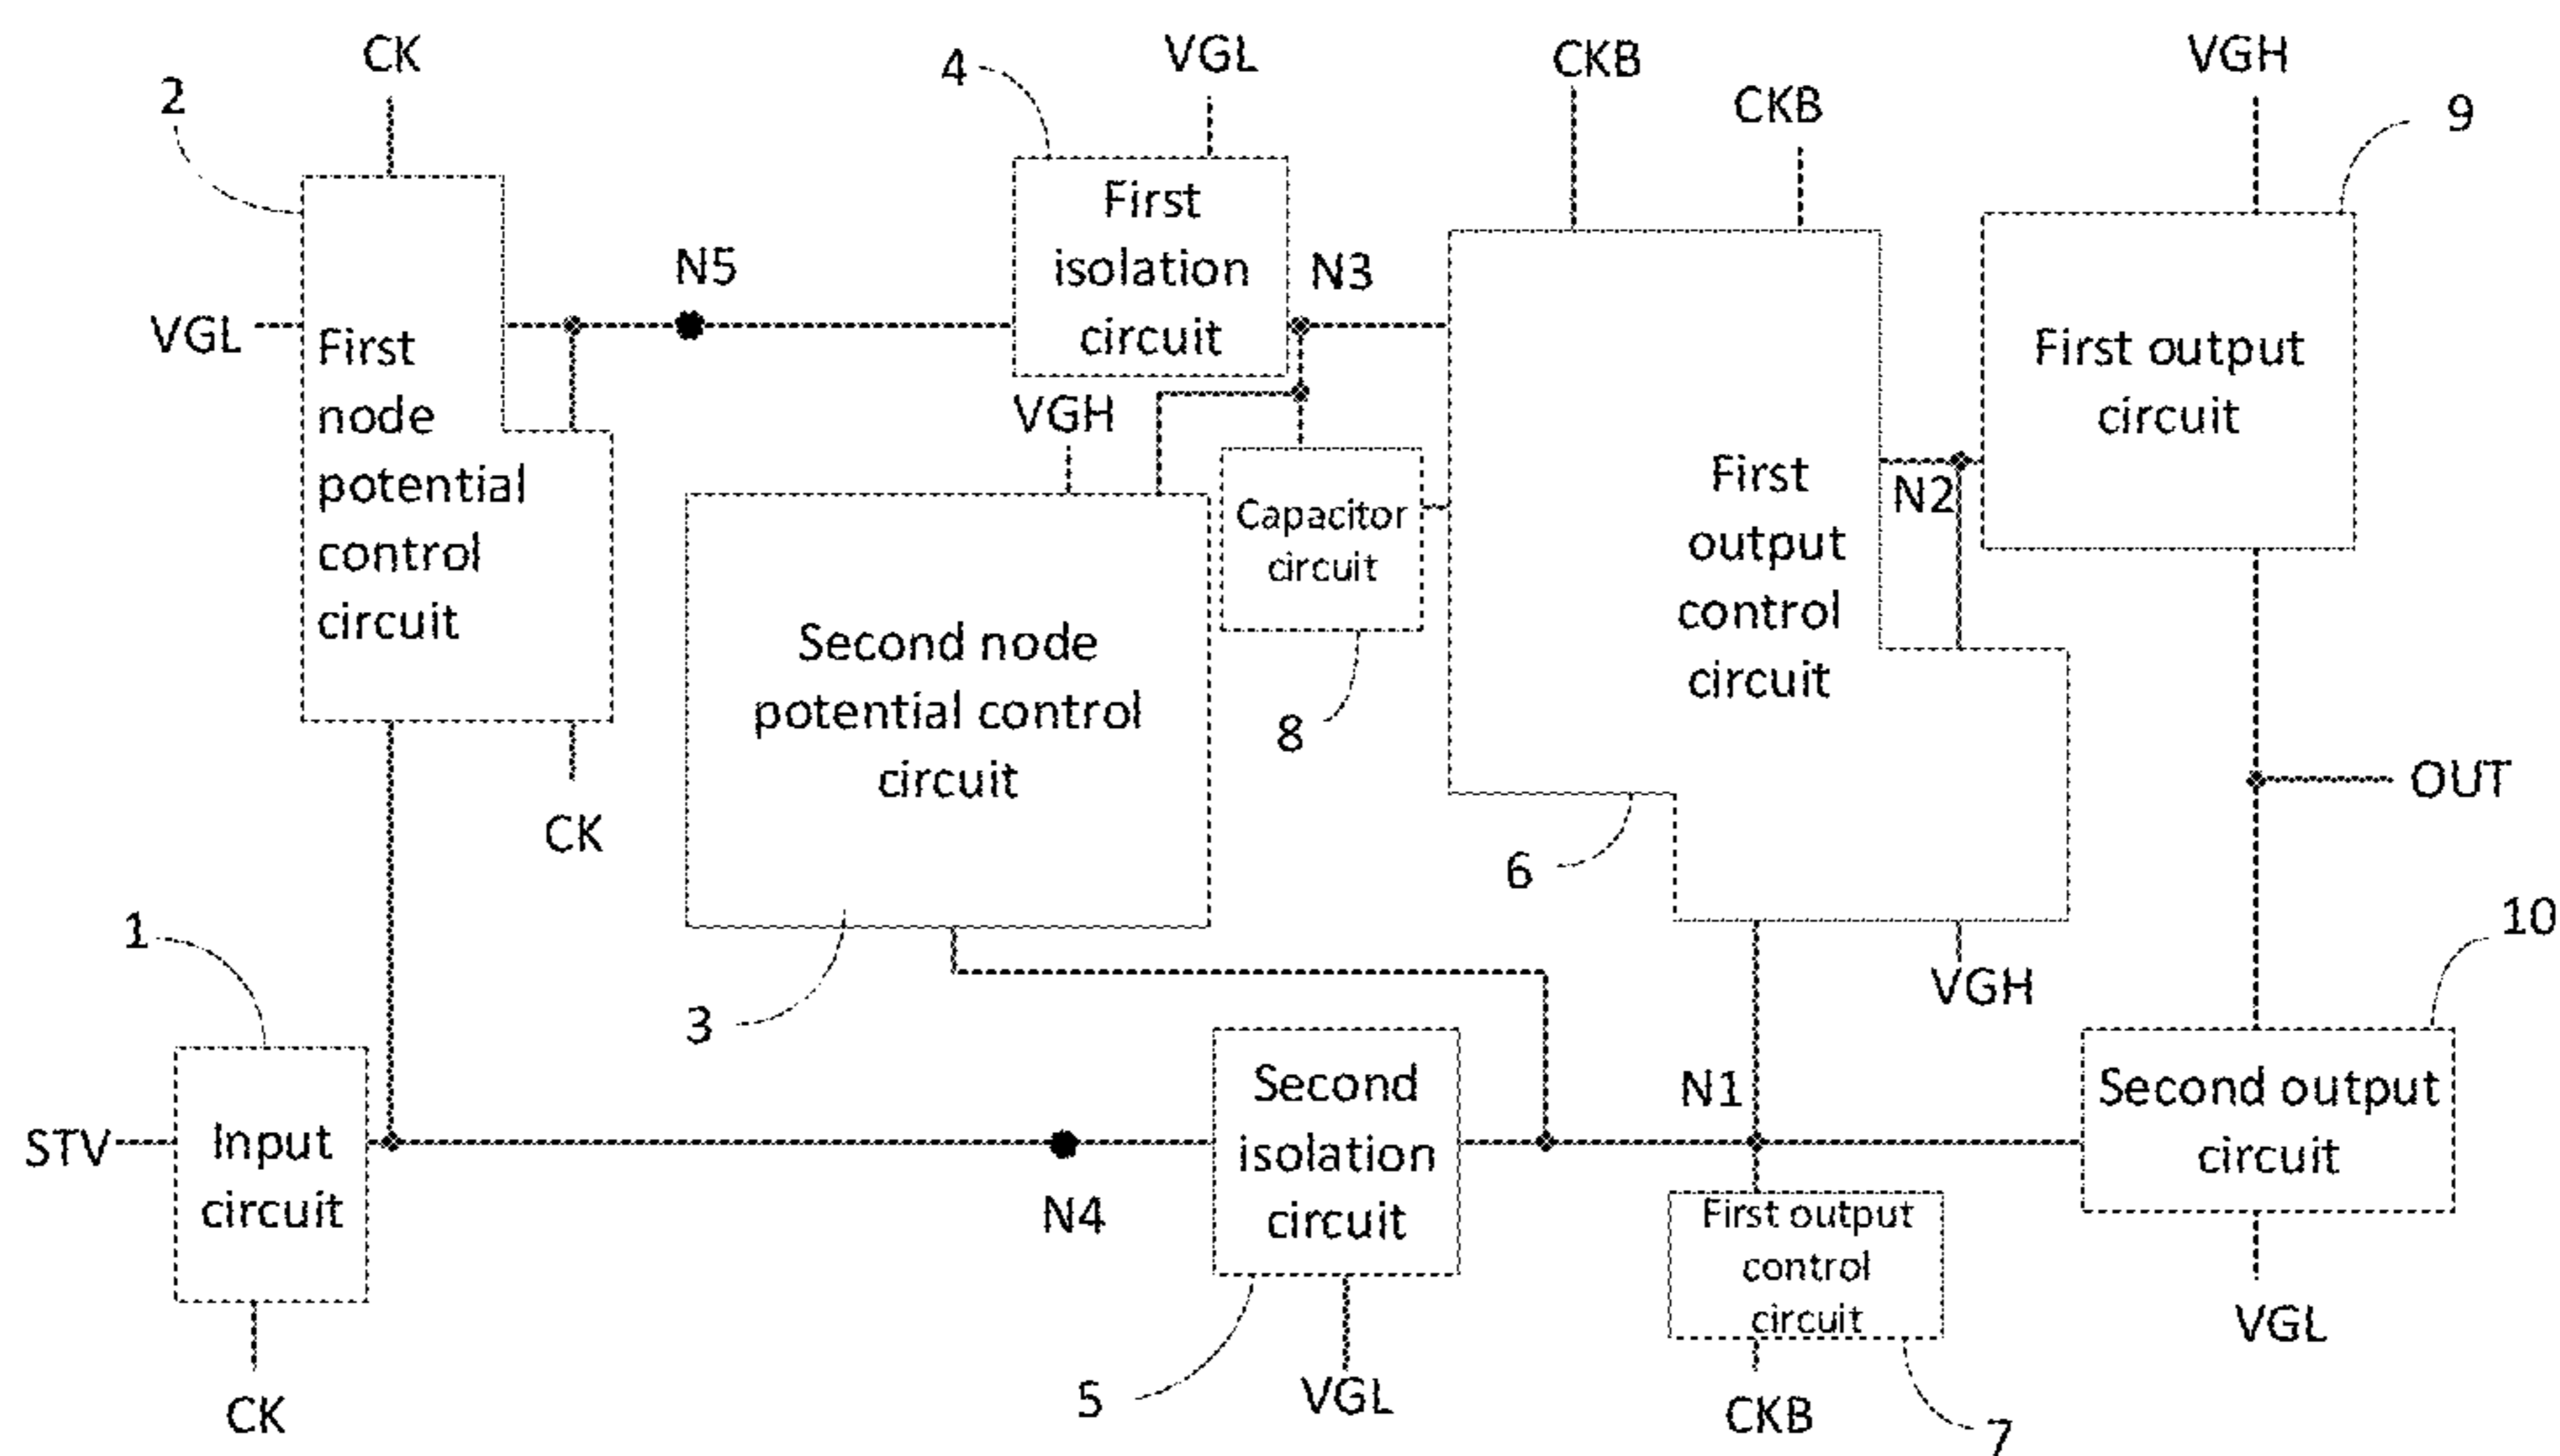 CK
VGL
CKB
VGH
4
2
CKB
9
First
isolation
circuit
N5
N3
VGL
First
node
potential
control
circuit
First output
circuit
VGH
First
output
control
circuit
N2
Capacitor
circuit
Second node
potential control
circuit
8
OUT
CK
6
1
10
VGH
3
Second
isolation
circuit
N1
Second output
circuit
STV
Input
circuit
N4
First output
control
circuit
VGL
5
VGL
CK
CKB
7